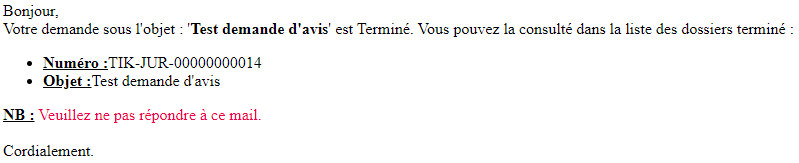 Bonjour,
Votre demande sous l'objet : 'Test demande d'avis' est Terminé. Vous pouvez la consulté dans la liste des dossiers terminé :
• Numéro :TIK-JUR-00000000014
• Objet :Test demande d'avis
NB : Veuillez ne pas répondre à ce mail.
Cordialement.